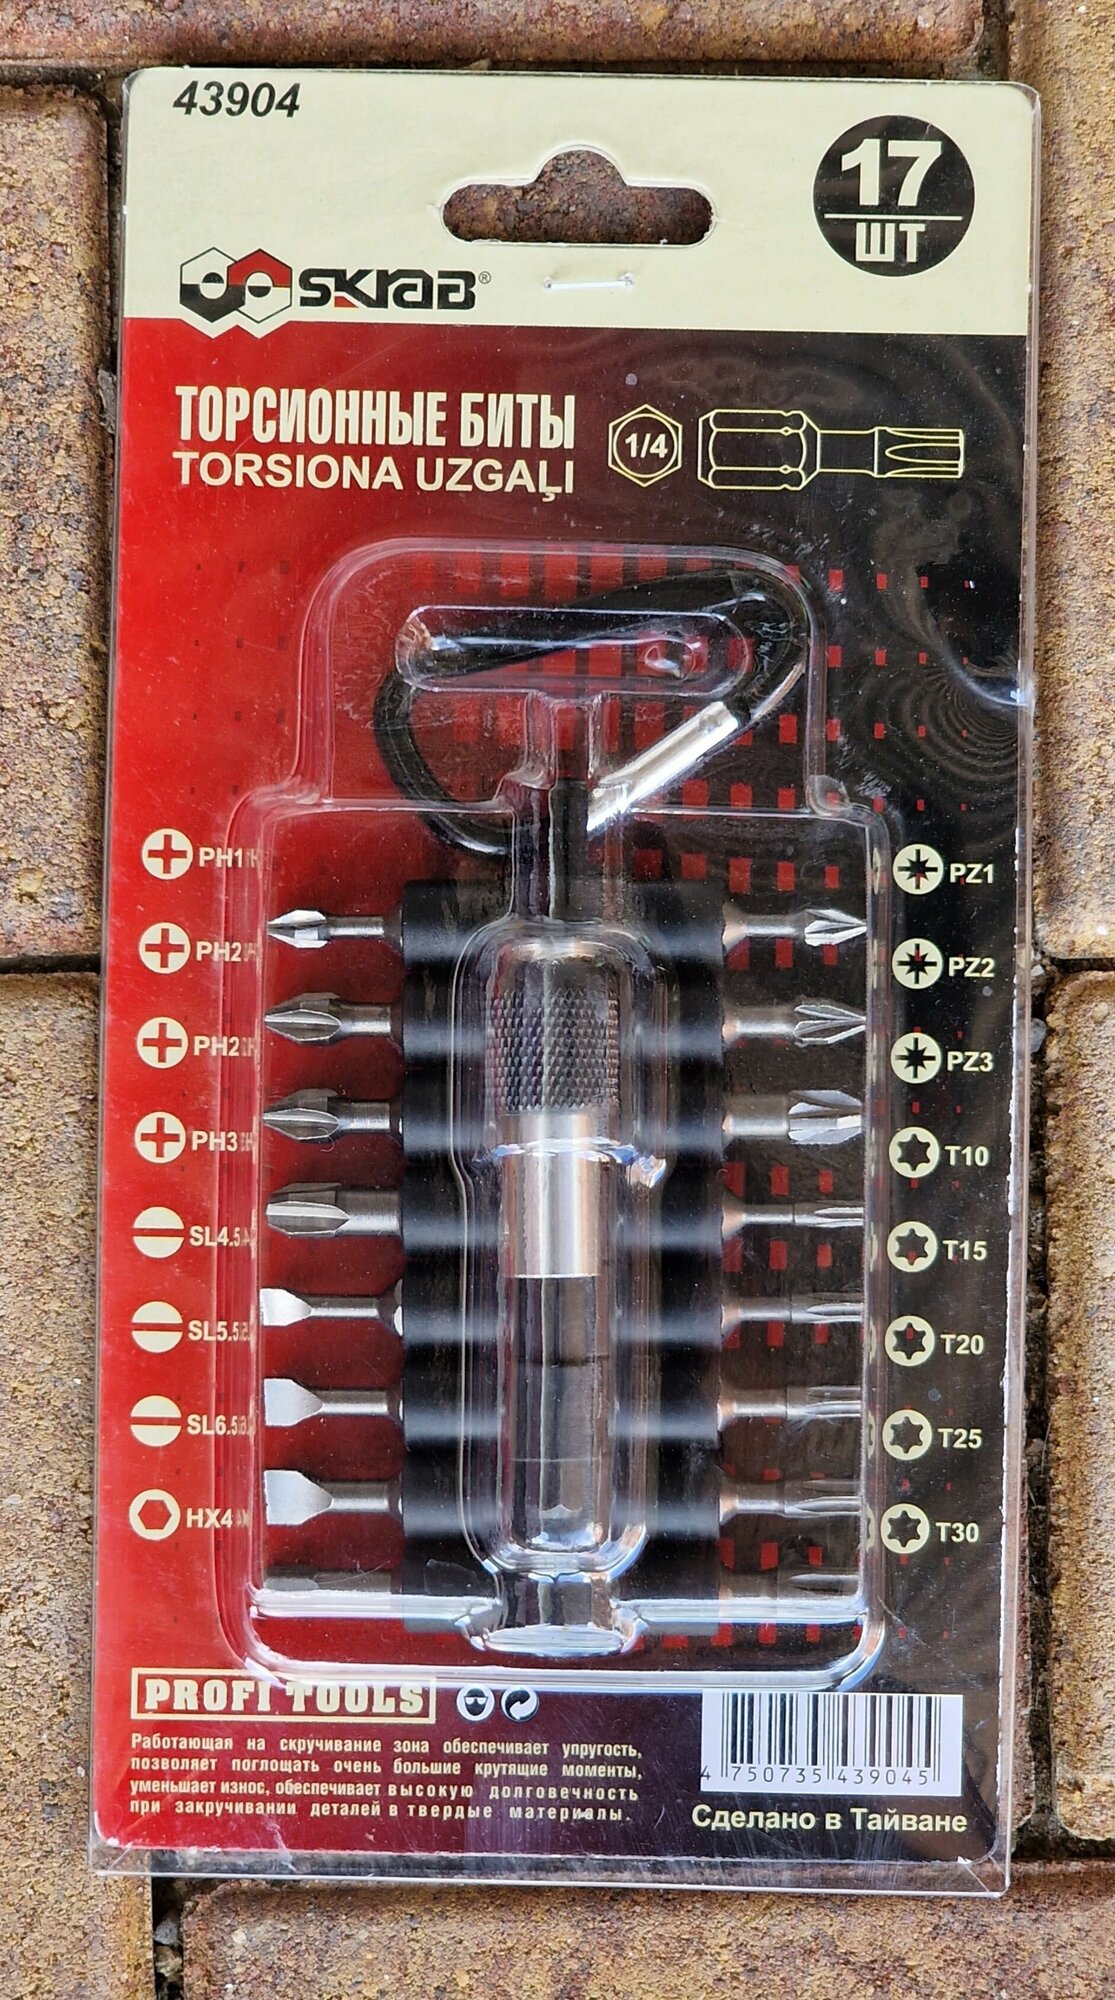 43904
17
ШТ
SKRAB®
ТОРСИОННЫЕ БИТЫ
TORSIONA UZGAĻI
1/4
PH1
PH2
PH2
PH3
SL4.5
SL5.5
SL6.5
HX4
PZ1
PZ2
PZ3
T10
T15
T20
T25
T30
PROFI TOOLS
Работающая на скручивание зона обеспечивает упругость,
позволяет поглощать очень большие крутящие моменты,
уменьшает износ, обеспечивает высокую долговечность
при закручивании деталей в твердые материалы.
4 750735 439045
Сделано в Тайване